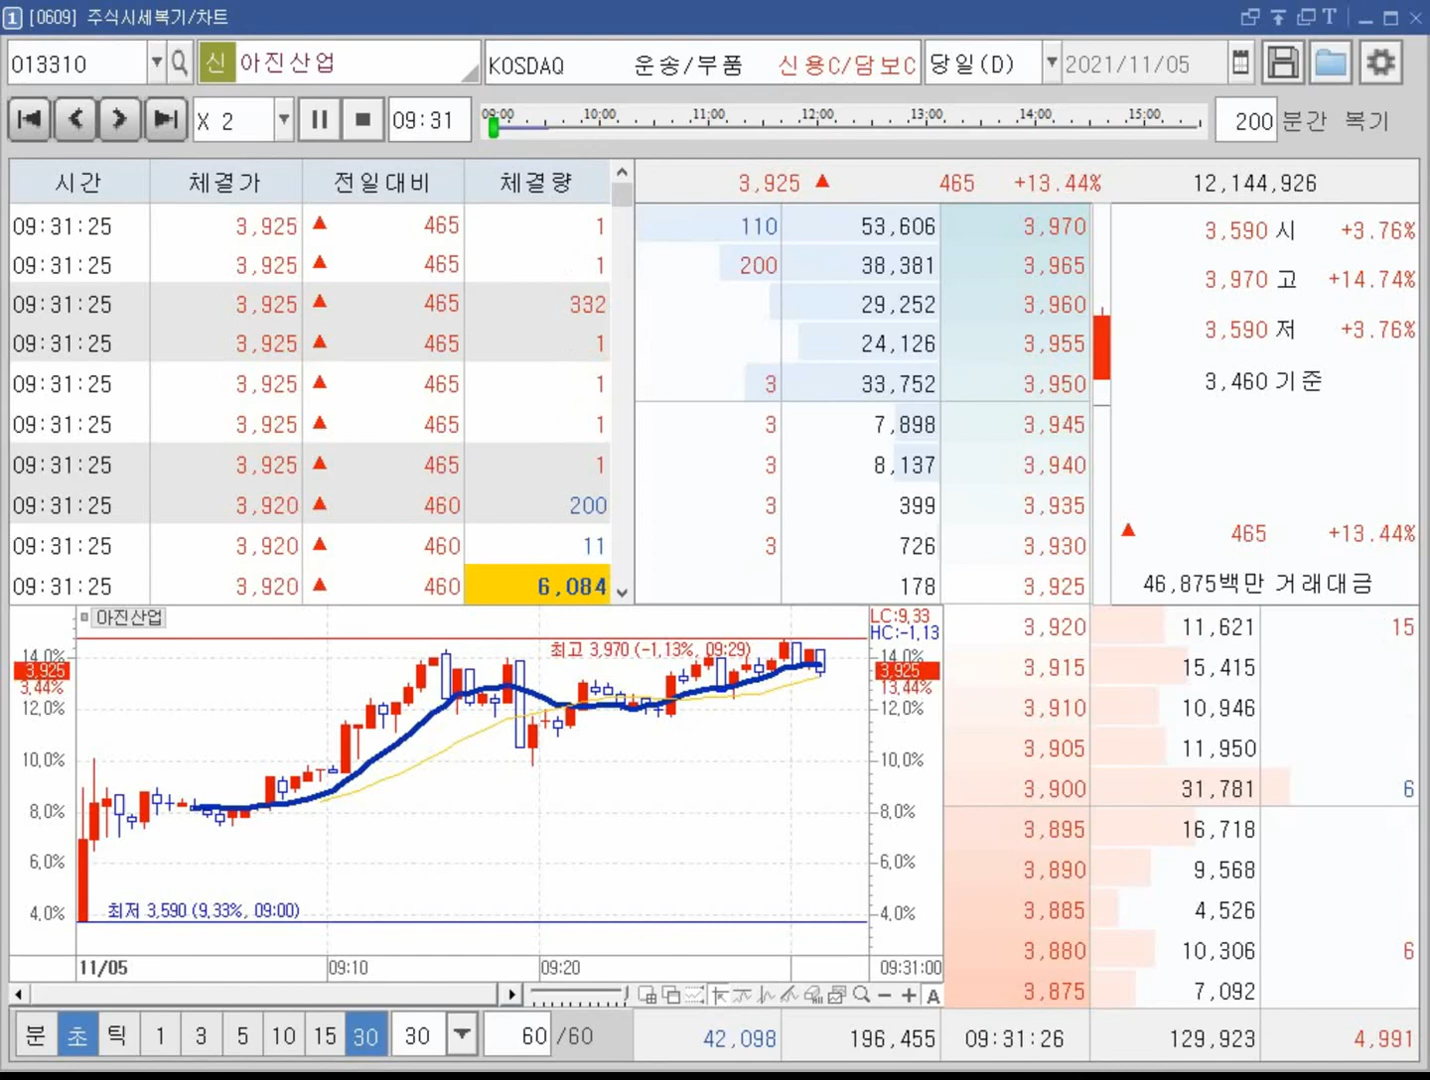 1 [0609] 주식시세복기/차트 T
013310 신 아진산업 KOSDAQ 운송/부품 신용C/담보C 당일(D) 2021/11/05
X 2 09:31 09:00 10:00 11:00 12:00 13:00 14:00 15:00 200 분간 복기
시간 체결가 전일대비 체결량 3,925 ▲ 465 +13.44% 12,144,926
09:31:25 3,925 ▲ 465 1 110 53,606 3,970 3,590 시 +3.76%
09:31:25 3,925 ▲ 465 1 200 38,381 3,965 3,970 고 +14.74%
09:31:25 3,925 ▲ 465 332 29,252 3,960 3,590 저 +3.76%
09:31:25 3,925 ▲ 465 1 24,126 3,955
09:31:25 3,925 ▲ 465 1 3 33,752 3,950 3,460 기준
09:31:25 3,925 ▲ 465 1 3 7,898 3,945
09:31:25 3,925 ▲ 465 1 3 8,137 3,940
09:31:25 3,920 ▲ 460 200 3 399 3,935
09:31:25 3,920 ▲ 460 11 3 726 3,930 ▲ 465 +13.44%
09:31:25 3,920 ▲ 460 6,084 178 3,925 46,875백만 거래대금
아진산업 LC:9,33
HC:-1,13
최고 3,970 (-1,13%, 09:29)
14,0% 14,0%
3,925 3,925
3,44% 13,44%
12,0% 12,0%
10,0% 10,0%
8,0% 8,0%
6,0% 6,0%
4,0% 최저 3,590 (9,33%, 09:00) 4,0%
11/05 09:10 09:20 09:31:00
3,920 11,621 15
3,915 15,415
3,910 10,946
3,905 11,950
3,900 31,781 6
3,895 16,718
3,890 9,568
3,885 4,526
3,880 10,306 6
3,875 7,092
A
분 초 틱 1 3 5 10 15 30 30 60 /60 42,098 196,455 09:31:26 129,923 4,991